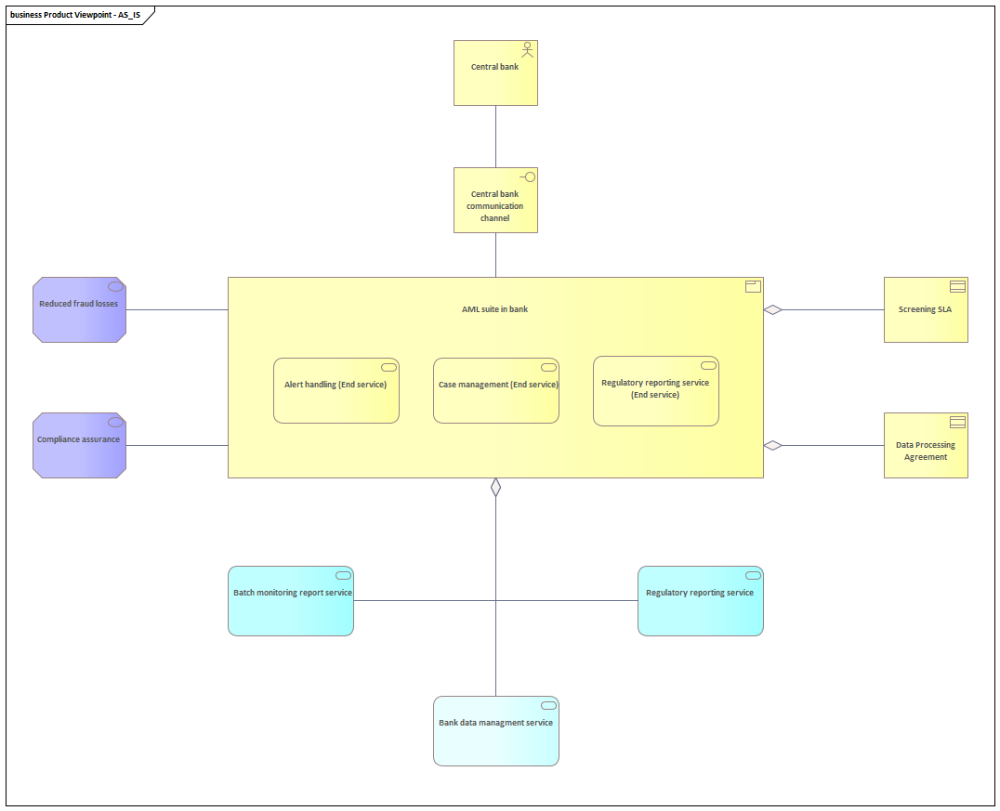 business Product Viewpoint - AS_IS
Central bank
Central bank
communication
channel
Reduced fraud losses
AML suite in bank
Screening SLA
Alert handling (End service)
Case management (End service)
Regulatory reporting service
(End service)
Compliance assurance
Data Processing
Agreement
Batch monitoring report service
Regulatory reporting service
Bank data managment service